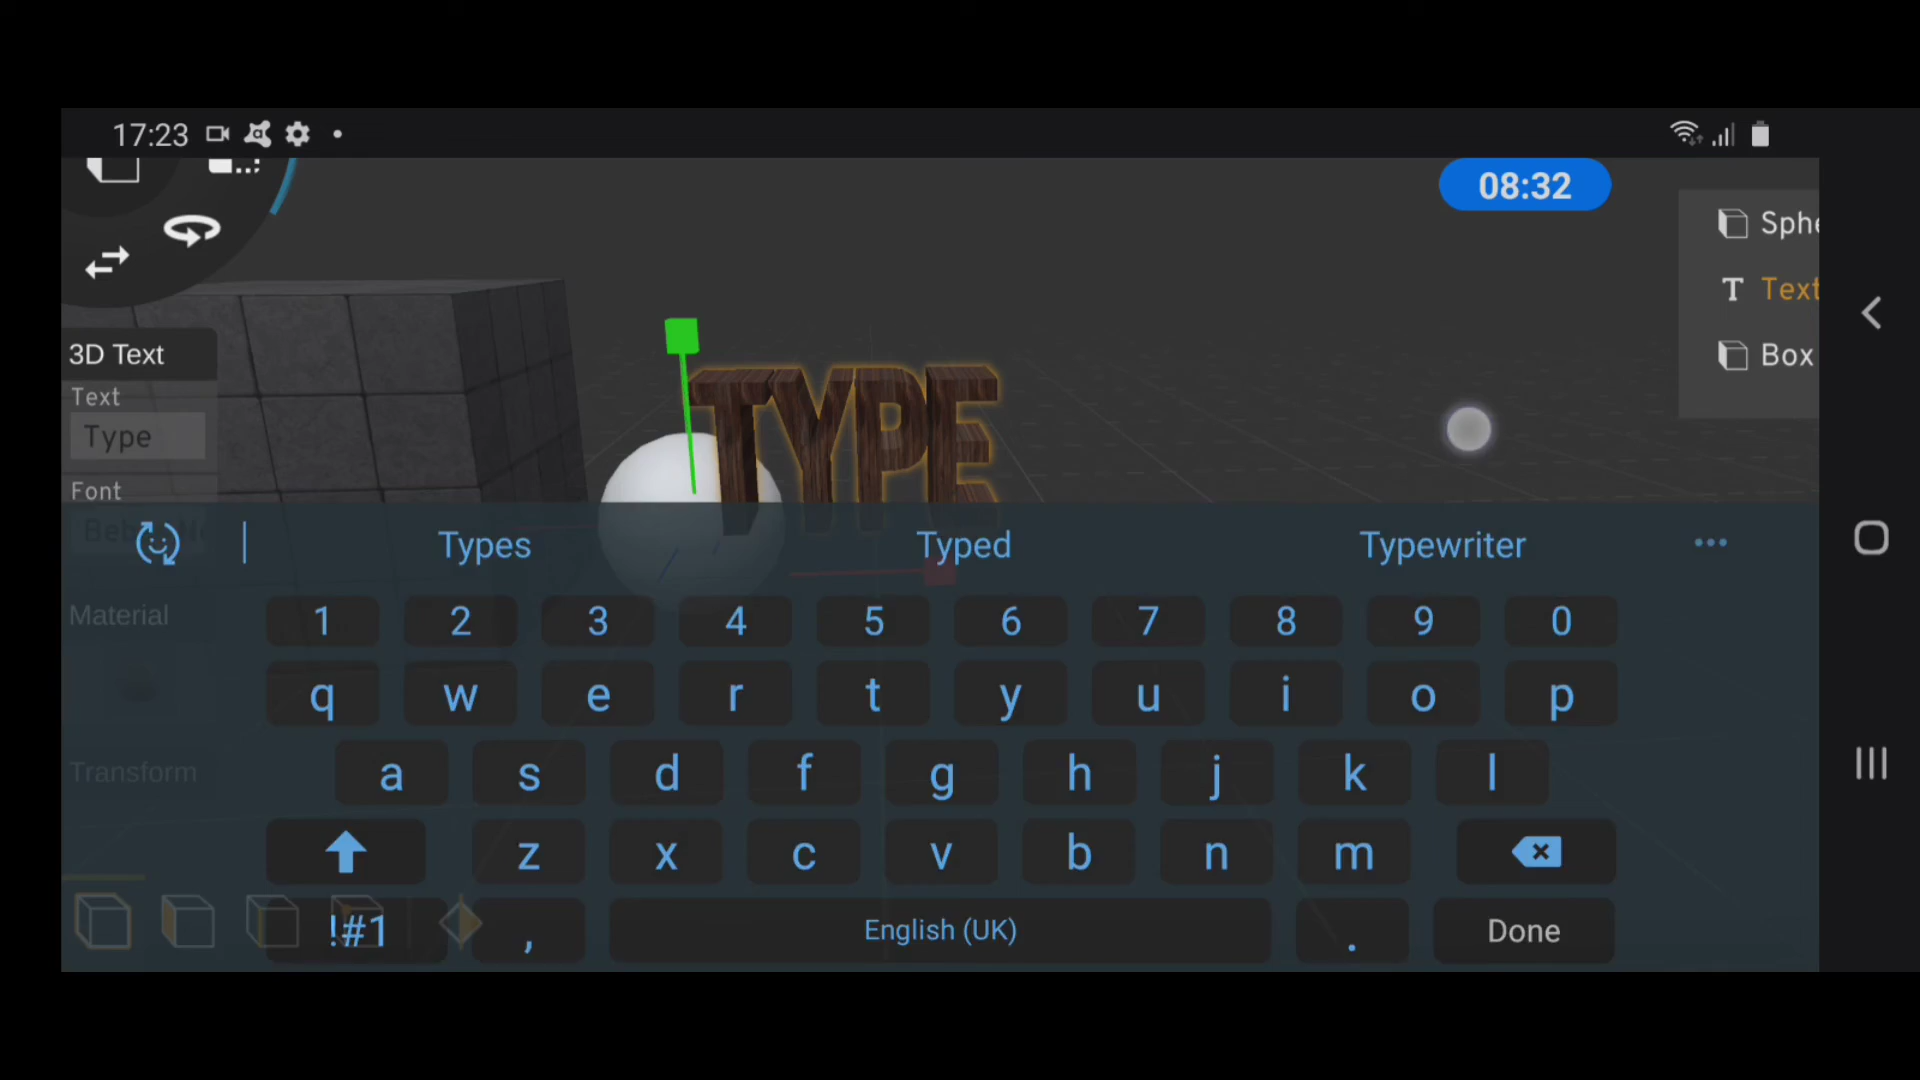 17:23
08:32
Sphe
Text
Box
3D Text
Text
Type
Font
TYPE
Types Typed Typewriter
Material
1 2 3 4 5 6 7 8 9 0
q w e r t y u i o p
Transform
a s d f g h j k l
z x c v b n m
!#1 , English (UK) . Done